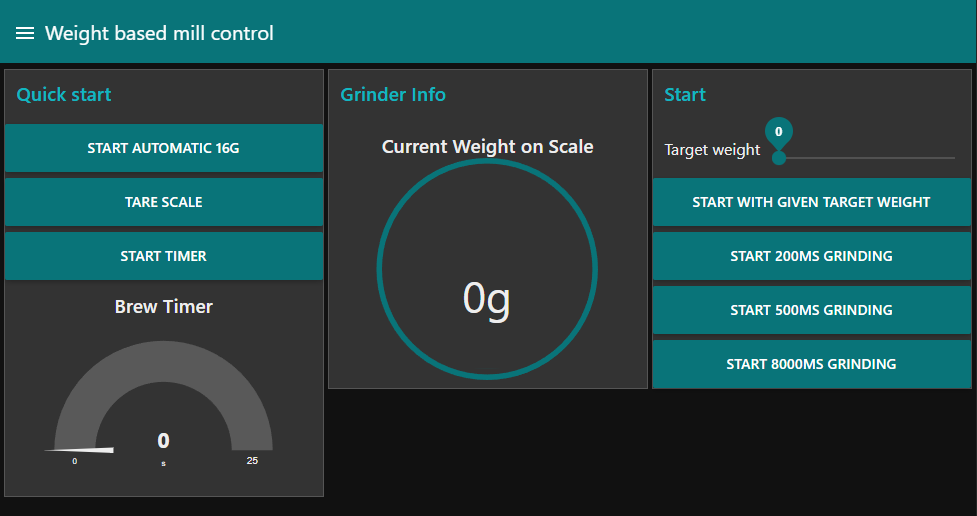 Weight based mill control
Quick start
START AUTOMATIC 16G
TARE SCALE
START TIMER
Brew Timer
0
s
0
25
Grinder Info
Current Weight on Scale
0g
Start
0
Target weight
START WITH GIVEN TARGET WEIGHT
START 200MS GRINDING
START 500MS GRINDING
START 8000MS GRINDING